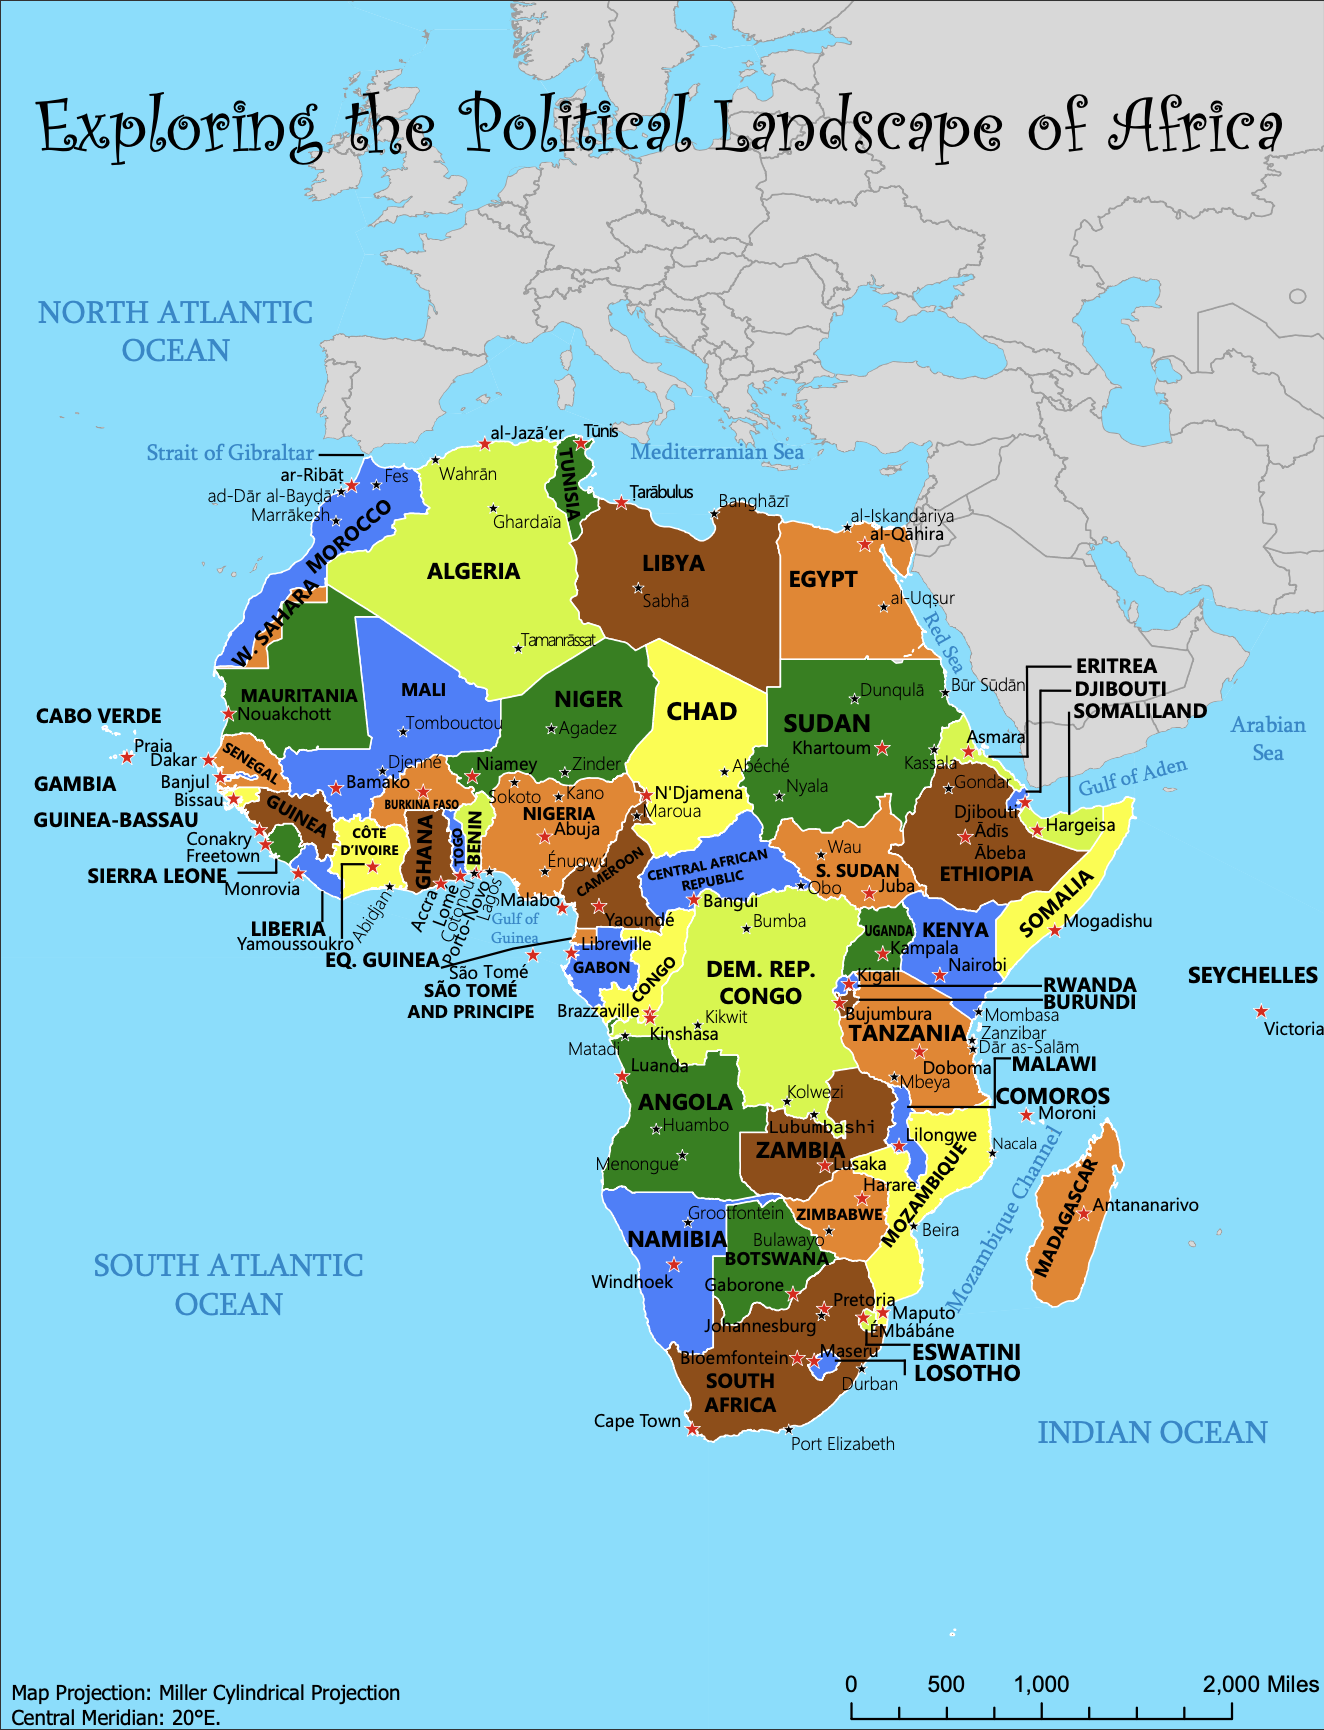 Exploring the Political Landscape of Africa
NORTH ATLANTIC
OCEAN
Strait of Gibraltar
al-Jazā'er
Tūnis
Mediterranean Sea
ar-Ribāṭ
Fes
Wahrān
TUNISIA
Ṭarābulus
Banghāzī
ad-Dār al-Bayḍā'
Marrākesh
MOROCCO
Ghardaïa
al-Iskandariya
al-Qāhira
ALGERIA
LIBYA
EGYPT
Sabhā
al-Uqṣur
W. SAHARA
Tamanrāssat
Red Sea
ERITREA
DJIBOUTI
SOMALILAND
MAURITANIA
Nouakchott
MALI
Tombouctou
NIGER
Agadez
CHAD
Dunqulā
Būr Sūdān
SUDAN
Khartoum
Kassala
Asmara
Arabian
Sea
CABO VERDE
Praia
Dakar
SENEGAL
Djenné
Niamey
Zinder
Abéché
Nyala
Gondar
Gulf of Aden
GAMBIA
Banjul
Bissau
Bamako
BURKINA FASO
Sokoto
Kano
N'Djamena
Maroua
Djibouti
Hargeisa
GUINEA-BASSAU
GUINEA
CÔTE
D'IVOIRE
GHANA
TOGO
BENIN
NIGERIA
Abuja
Ādīs
Ābeba
ETHIOPIA
Conakry
Freetown
SIERRA LEONE
Monrovia
Énugwu
CAMEROON
CENTRAL AFRICAN
REPUBLIC
Wau
S. SUDAN
Obo
Juba
SOMALIA
LIBERIA
Yamoussoukro
Abidjan
Accra
Lomé
Cotonou
Porto-Novo
Lagos
Malabo
Gulf of
Guinea
Yaoundé
Bangui
Bumba
UGANDA
Kampala
KENYA
Nairobi
Mogadishu
EQ. GUINEA
Libreville
GABON
CONGO
DEM. REP.
CONGO
São Tomé
SÃO TOMÉ
AND PRINCIPE
Brazzaville
Kinshasa
Kikwit
Kigali
RWANDA
BURUNDI
Bujumbura
SEYCHELLES
Victoria
Mombasa
TANZANIA
Zanzibar
Dār as-Salām
Matadi
Luanda
Doboma
Mbeya
MALAWI
COMOROS
Moroni
ANGOLA
Huambo
Kolwezi
Lubumbashi
ZAMBIA
Lusaka
Lilongwe
Nacala
Menongue
Harare
MOZAMBIQUE
Mozambique Channel
MADAGASCAR
Antananarivo
Grootfontein
ZIMBABWE
Bulawayo
Beira
NAMIBIA
Windhoek
BOTSWANA
Gaborone
SOUTH ATLANTIC
OCEAN
Pretoria
Johannesburg
Maputo
ÉMbábáne
ESWATINI
LOSOTHO
Bloemfontein
Maseru
Durban
SOUTH
AFRICA
Cape Town
Port Elizabeth
INDIAN OCEAN
Map Projection: Miller Cylindrical Projection
Central Meridian: 20°E.
0 500 1,000 2,000 Miles